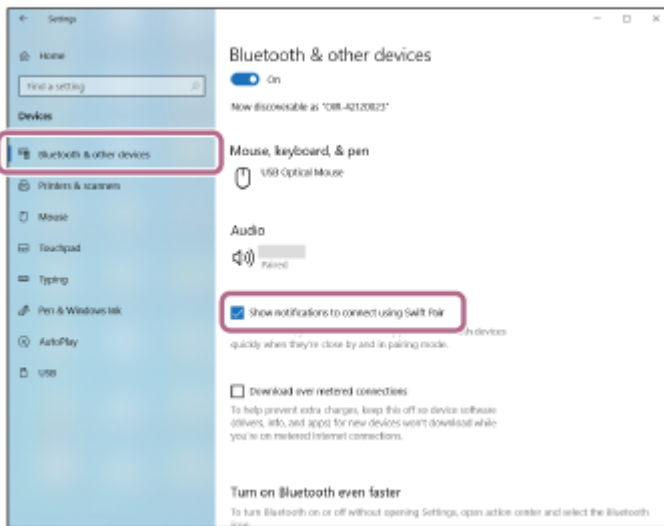 Settings
Home
Find a setting
Devices
Bluetooth & other devices
Printers & scanners
Mouse
Touchpad
Typing
Pen & Windows Ink
AutoPlay
USB
Bluetooth & other devices
On
Now discoverable as
Mouse, keyboard, & pen
USB Optical Mouse
Audio
Paired
Show notifications to connect using Swift Pair
devices
quickly when they're close by and in pairing mode.
Download over metered connections
To help prevent extra charges, keep this off so device software
(drivers, info, and apps) for new devices won't download while
you're on metered Internet connections.
Turn on Bluetooth even faster
To turn Bluetooth on or off without opening Settings, open action center and select the Bluetooth